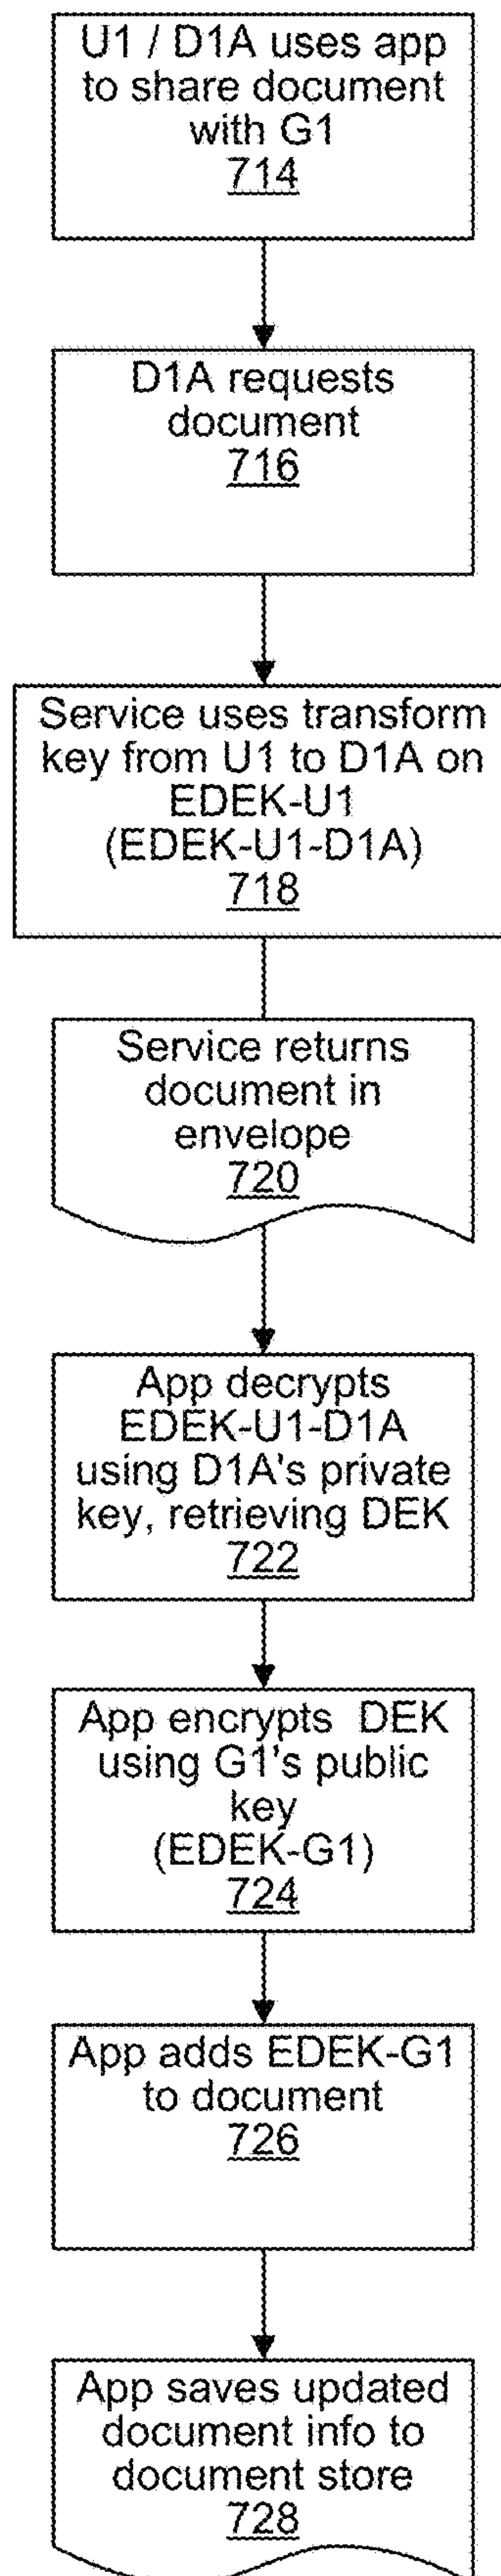 U1 / D1A uses app
to share document
with G1
714
D1A requests
document
716
Service uses transform
key from U1 to D1A on
EDEK-U1
(EDEK-U1-D1A)
718
Service returns
document in
envelope
720
App decrypts
EDEK-U1-D1A
using D1A's private
key, retrieving DEK
722
App encrypts DEK
using G1's public
key
(EDEK-G1)
724
App adds EDEK-G1
to document
726
App saves updated
document info to
document store
728